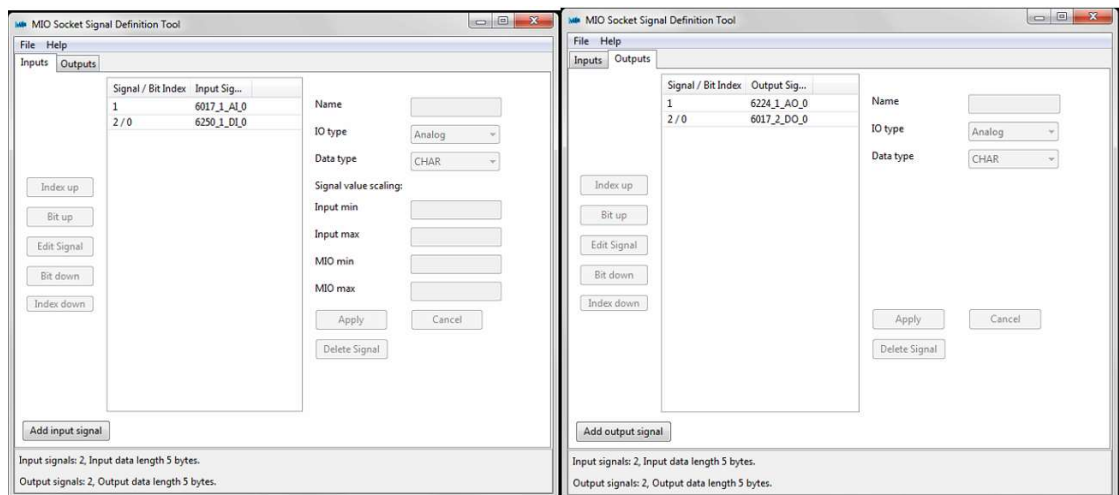 MIO Socket Signal Definition Tool
File Help
Inputs Outputs
Signal / Bit Index Input Sig...
1 6017_1_AI_0
2 / 0 6250_1_DI_0
Index up
Bit up
Edit Signal
Bit down
Index down
Name
IO type Analog
Data type CHAR
Signal value scaling:
Input min
Input max
MIO min
MIO max
Apply Cancel
Delete Signal
Add input signal
Input signals: 2, Input data length 5 bytes.
Output signals: 2, Output data length 5 bytes.
MIO Socket Signal Definition Tool
File Help
Inputs Outputs
Signal / Bit Index Output Sig...
1 6224_1_AO_0
2 / 0 6017_2_DO_0
Index up
Bit up
Edit Signal
Bit down
Index down
Name
IO type Analog
Data type CHAR
Apply Cancel
Delete Signal
Add output signal
Input signals: 2, Input data length 5 bytes.
Output signals: 2, Output data length 5 bytes.